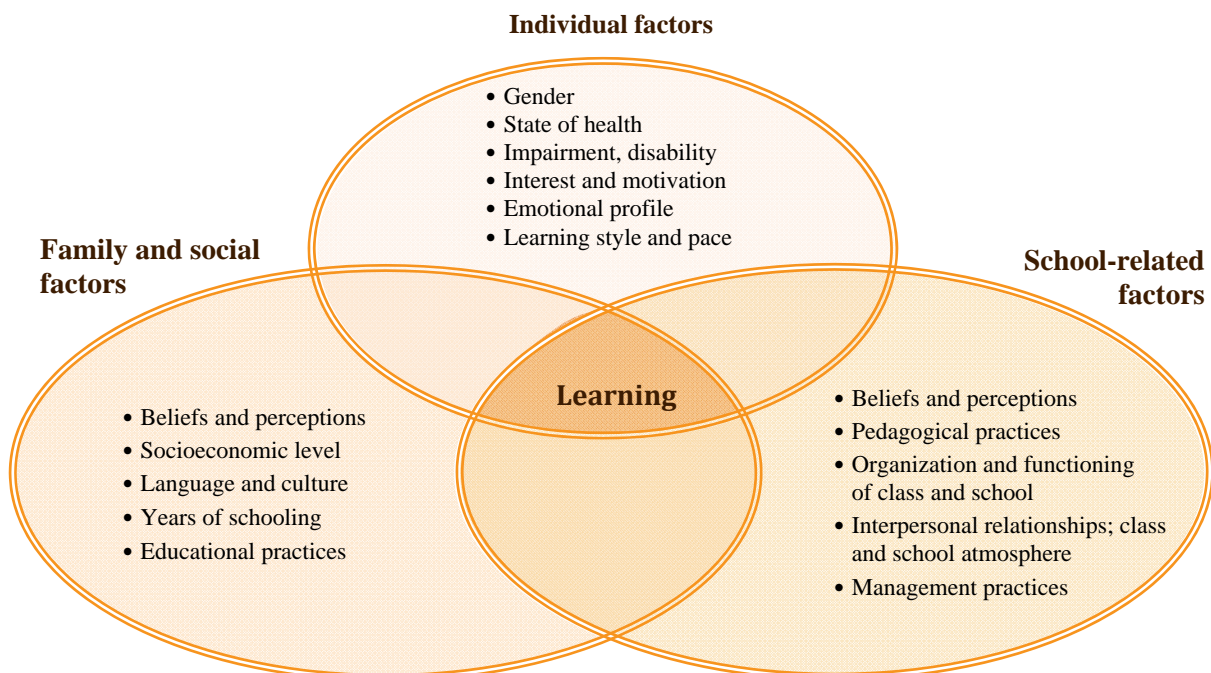 Individual factors
• Gender
• State of health
• Impairment, disability
• Interest and motivation
• Emotional profile
• Learning style and pace
Family and social
factors
• Beliefs and perceptions
• Socioeconomic level
• Language and culture
• Years of schooling
• Educational practices
Learning
School-related
factors
• Beliefs and perceptions
• Pedagogical practices
• Organization and functioning
of class and school
• Interpersonal relationships; class
and school atmosphere
• Management practices